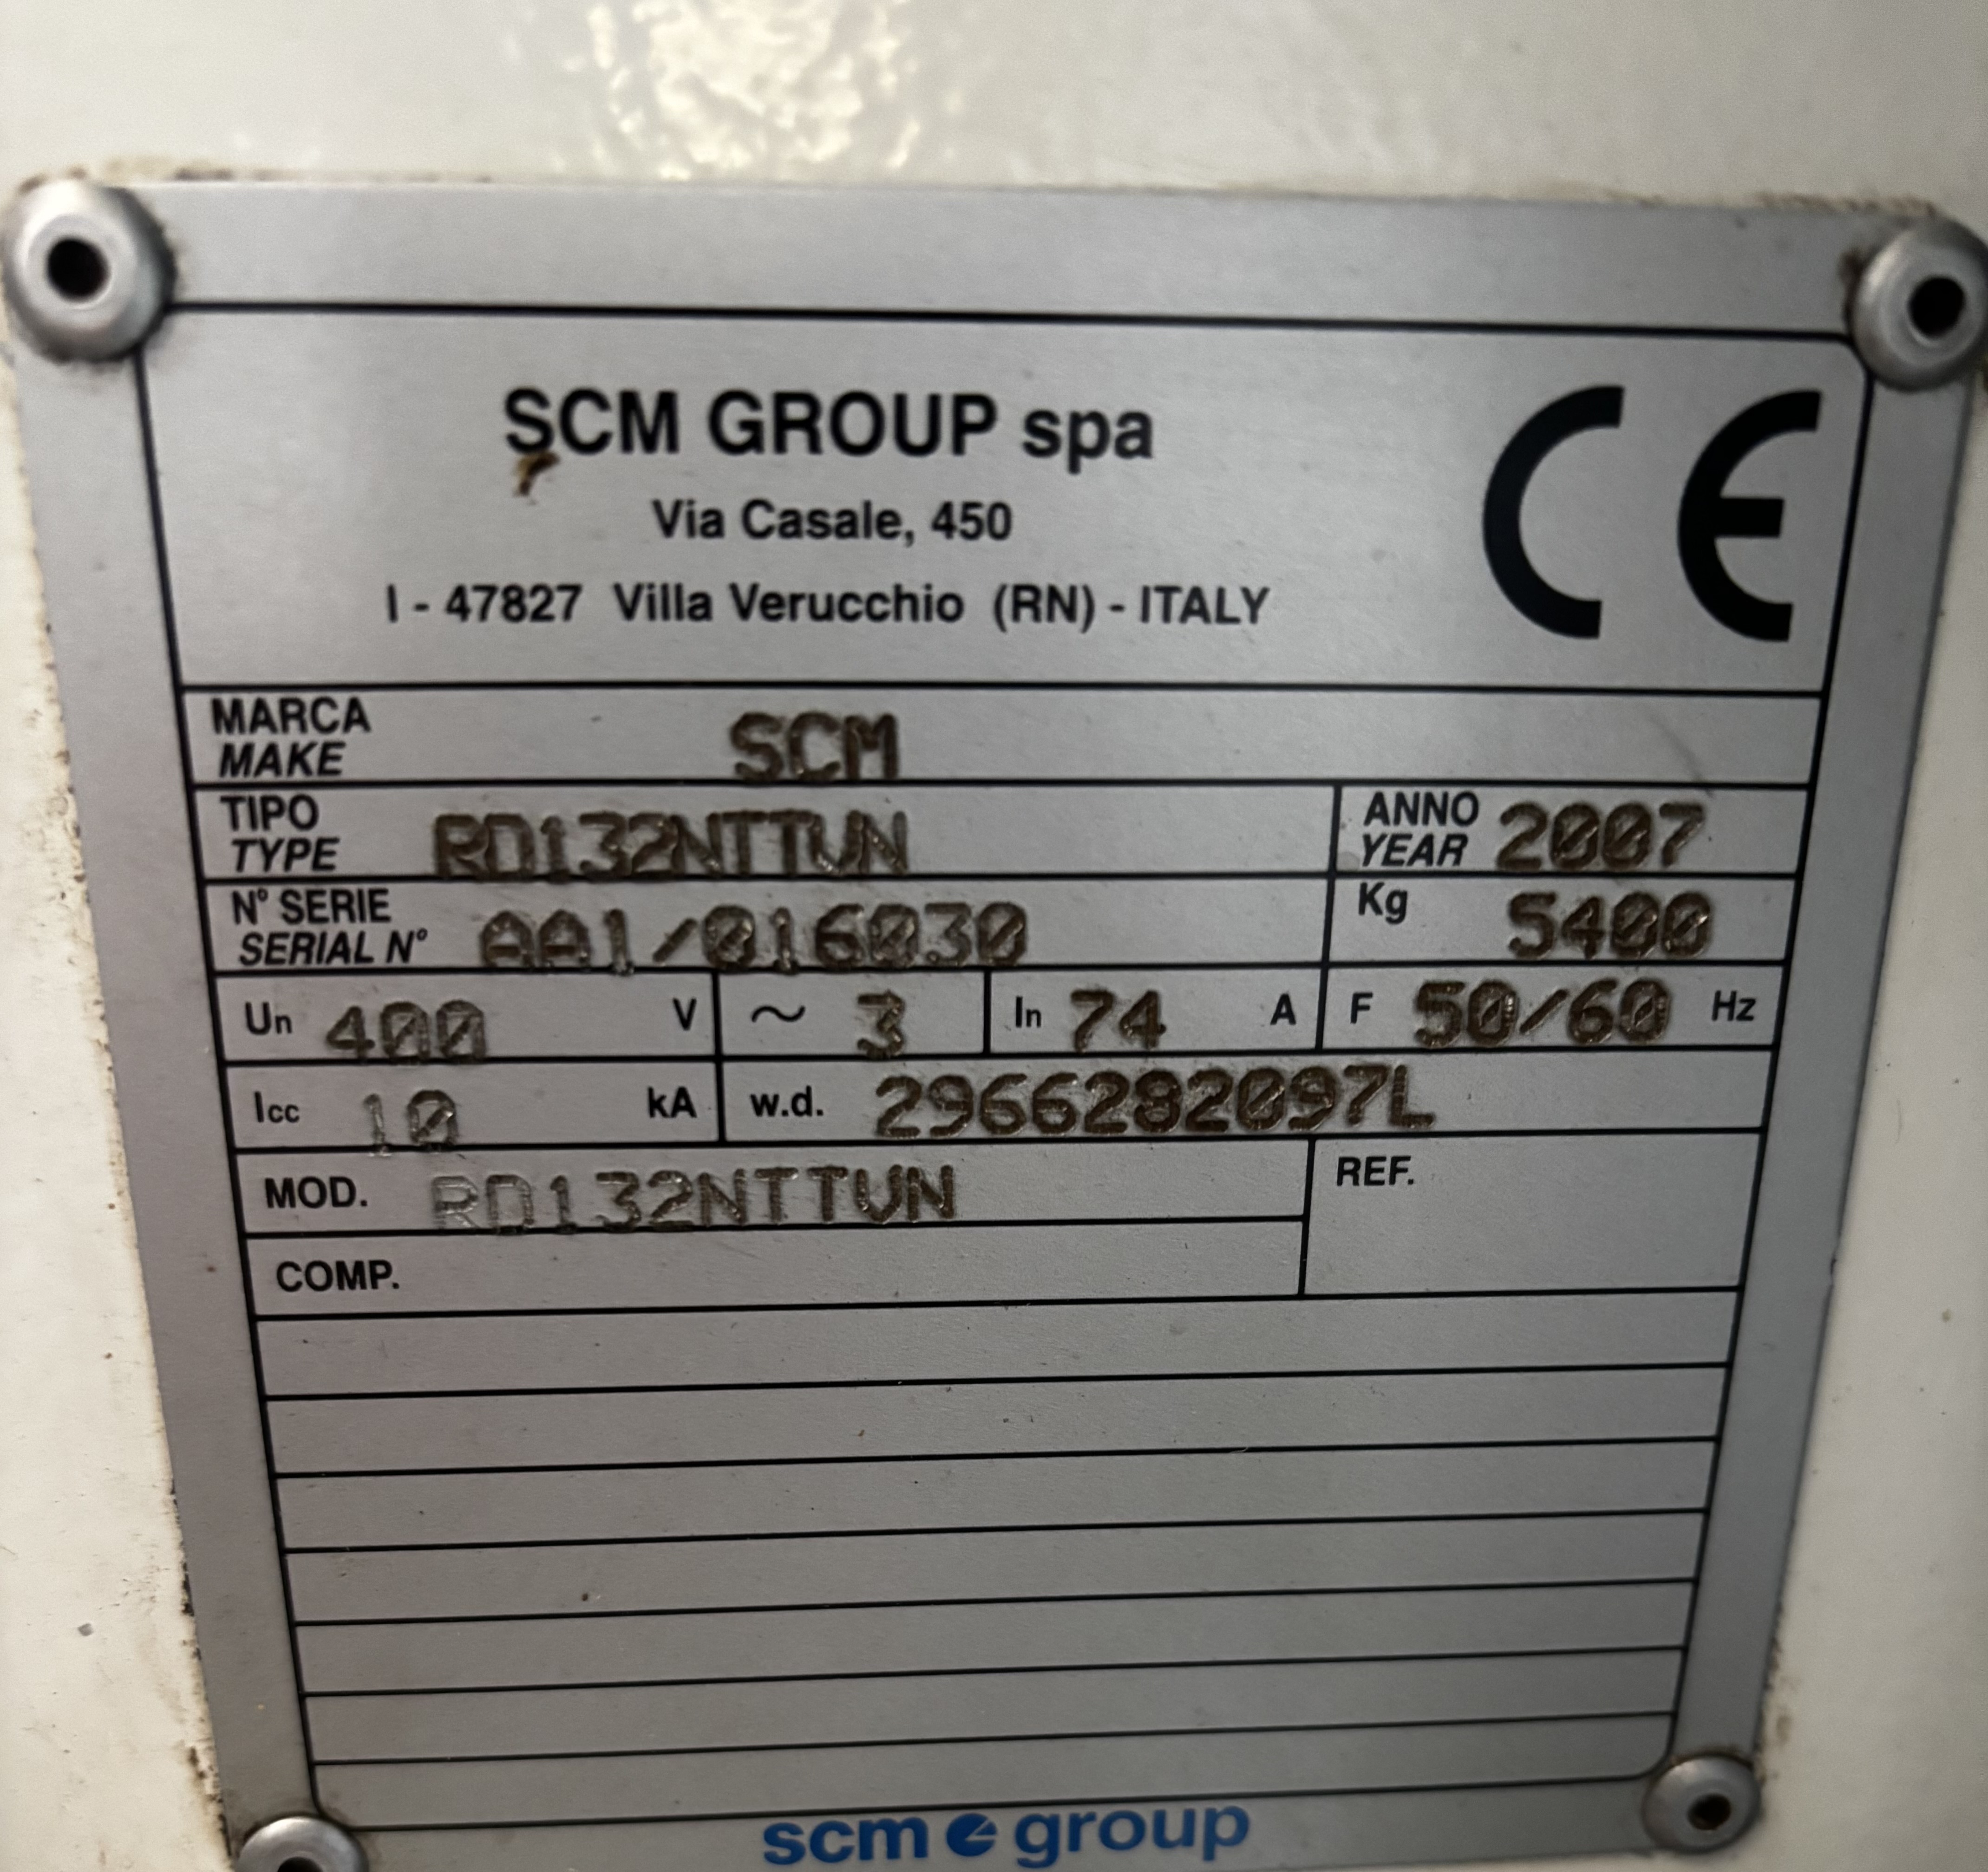 SCM GROUP spa
Via Casale, 450
I - 47827 Villa Verucchio (RN) - ITALY
CE
MARCA
MAKE
SCM
TIPO
TYPE
RD132NTTVN
ANNO
YEAR
2007
N° SERIE
SERIAL N°
AA1/016030
Kg 5400
Un 400 V
~ 3
In 74 A
F 50/60 Hz
Icc 10 kA
w.d. 2966282097L
MOD. RD132NTTVN
REF.
COMP.
scm group